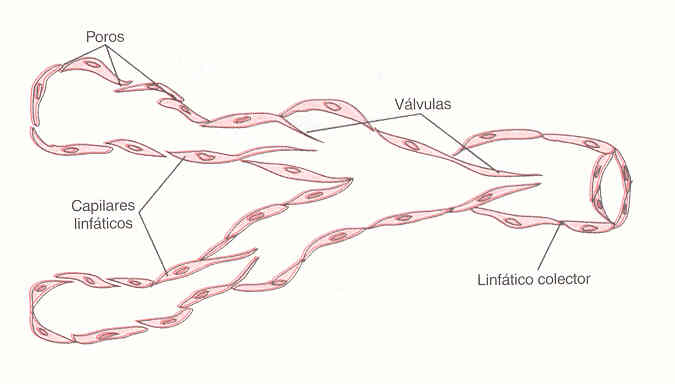 Poros
Válvulas
Capilares
linfáticos
Linfático colector